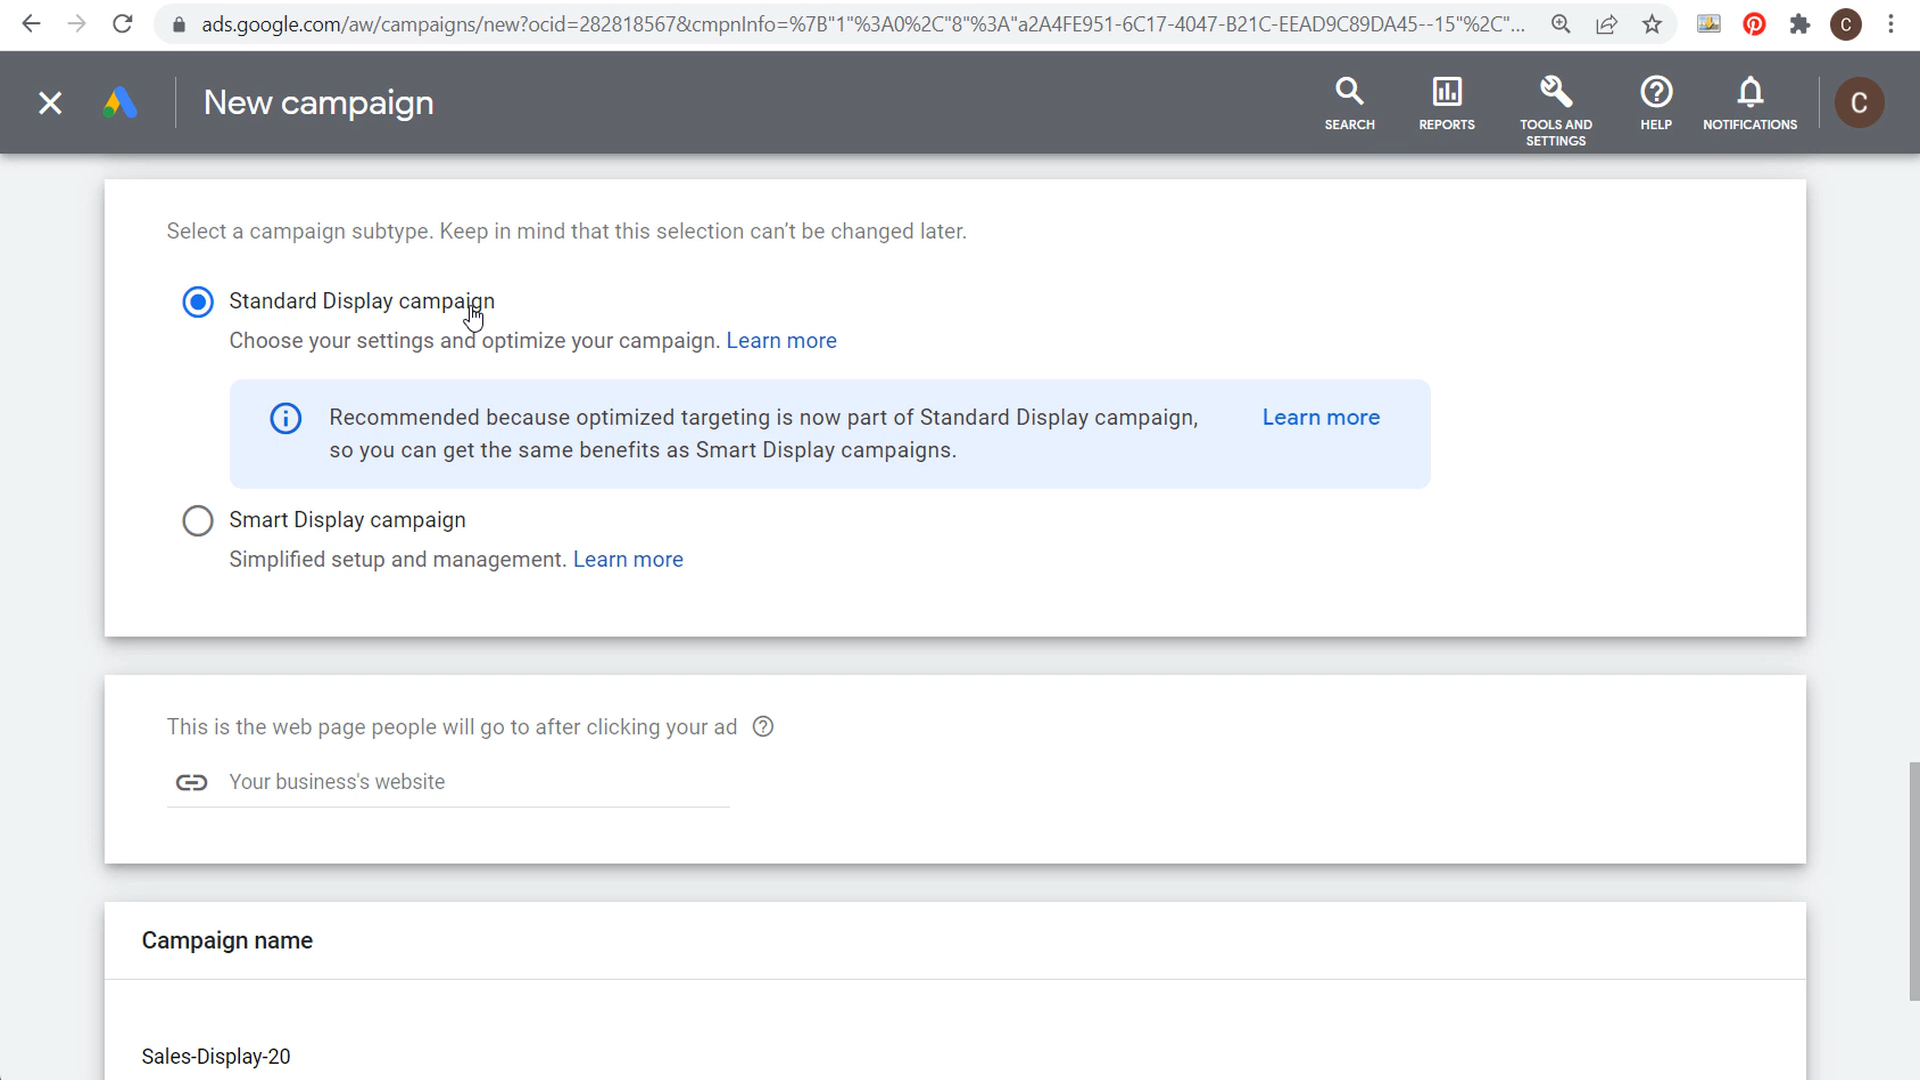 ads.google.com/aw/campaigns/new?ocid=282818567&cmpnInfo=%7B"1"%3A0%2C"8"%3A"a2A4FE951-6C17-4047-B21C-EEAD9C89DA45--15"%2C"...
C
New campaign
SEARCH
REPORTS
TOOLS AND
SETTINGS
HELP
NOTIFICATIONS
C
Select a campaign subtype. Keep in mind that this selection can't be changed later.
Standard Display campaign
Choose your settings and optimize your campaign. Learn more
Recommended because optimized targeting is now part of Standard Display campaign, Learn more
so you can get the same benefits as Smart Display campaigns.
Smart Display campaign
Simplified setup and management. Learn more
This is the web page people will go to after clicking your ad
Your business's website
Campaign name
Sales-Display-20